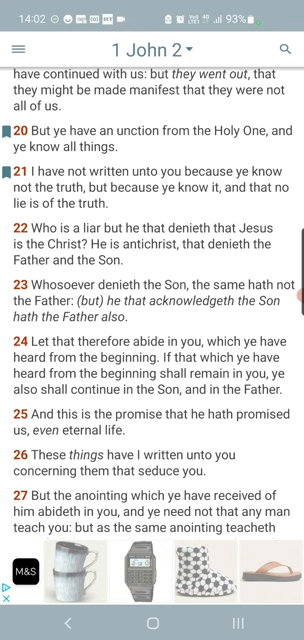 14:02
93%
1 John 2
have continued with us: but they went out, that
they might be made manifest that they were not
all of us.
20 But ye have an unction from the Holy One, and
ye know all things.
21 I have not written unto you because ye know
not the truth, but because ye know it, and that no
lie is of the truth.
22 Who is a liar but he that denieth that Jesus
is the Christ? He is antichrist, that denieth the
Father and the Son.
23 Whosoever denieth the Son, the same hath not
the Father: (but) he that acknowledgeth the Son
hath the Father also.
24 Let that therefore abide in you, which ye have
heard from the beginning. If that which ye have
heard from the beginning shall remain in you, ye
also shall continue in the Son, and in the Father.
25 And this is the promise that he hath promised
us, even eternal life.
26 These things have I written unto you
concerning them that seduce you.
27 But the anointing which ye have received of
him abideth in you, and ye need not that any man
teach you: but as the same anointing teacheth
M&S